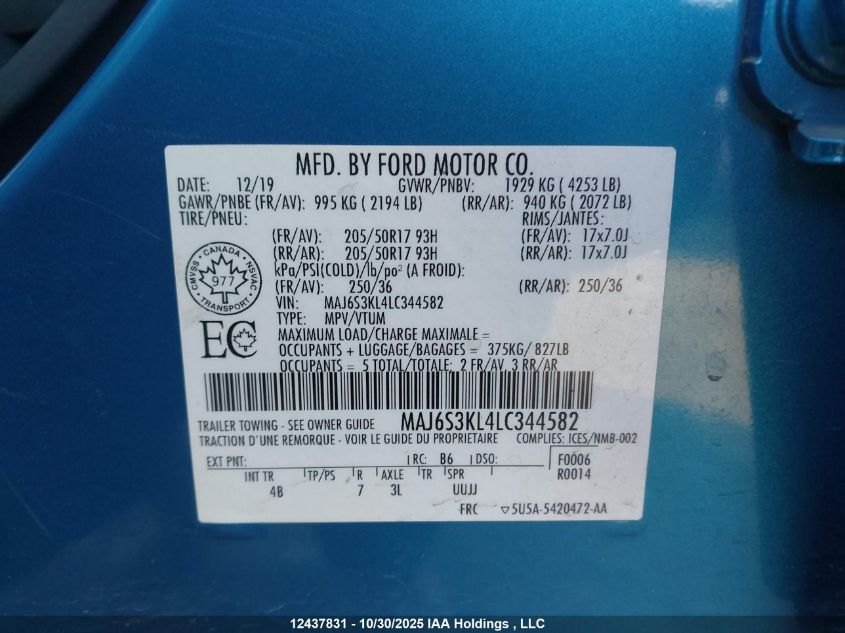 MFD. BY FORD MOTOR CO.
DATE: 12/19 GVWR/PNBV: 1929 KG ( 4253 LB)
GAWR/PNBE (FR/AV): 995 KG ( 2194 LB) (RR/AR): 940 KG ( 2072 LB)
TIRE/PNEU: RIMS/JANTES:
(FR/AV): 205/50R17 93H (FR/AV): 17x7.0J
(RR/AR): 205/50R17 93H (RR/AR): 17x7.0J
kPa/PSI(COLD)/lb/po² (A FROID):
(FR/AV): 250/36 (RR/AR): 250/36
VIN: MAJ6S3KL4LC344582
TYPE: MPV/VTUM
CANADA
CMVSS NSVAC
977
TRANSPORT
EC
MAXIMUM LOAD/CHARGE MAXIMALE =
OCCUPANTS + LUGGAGE/BAGAGES = 375KG/ 827LB
OCCUPANTS = 5 TOTAL/TOTALE: 2 FR/AV 3 RR/AR
TRAILER TOWING - SEE OWNER GUIDE MAJ6S3KL4LC344582
TRACTION D'UNE REMORQUE - VOIR LE GUIDE DU PROPRIETAIRE COMPLIES: ICES/NMB-002
EXT PNT: RC: B6 DSO: F0006
INT TR TP/PS R AXLE TR SPR R0014
4B 7 3L UUJJ
FRC ▽5U5A-5420472-AA
12437831 - 10/30/2025 IAA Holdings , LLC